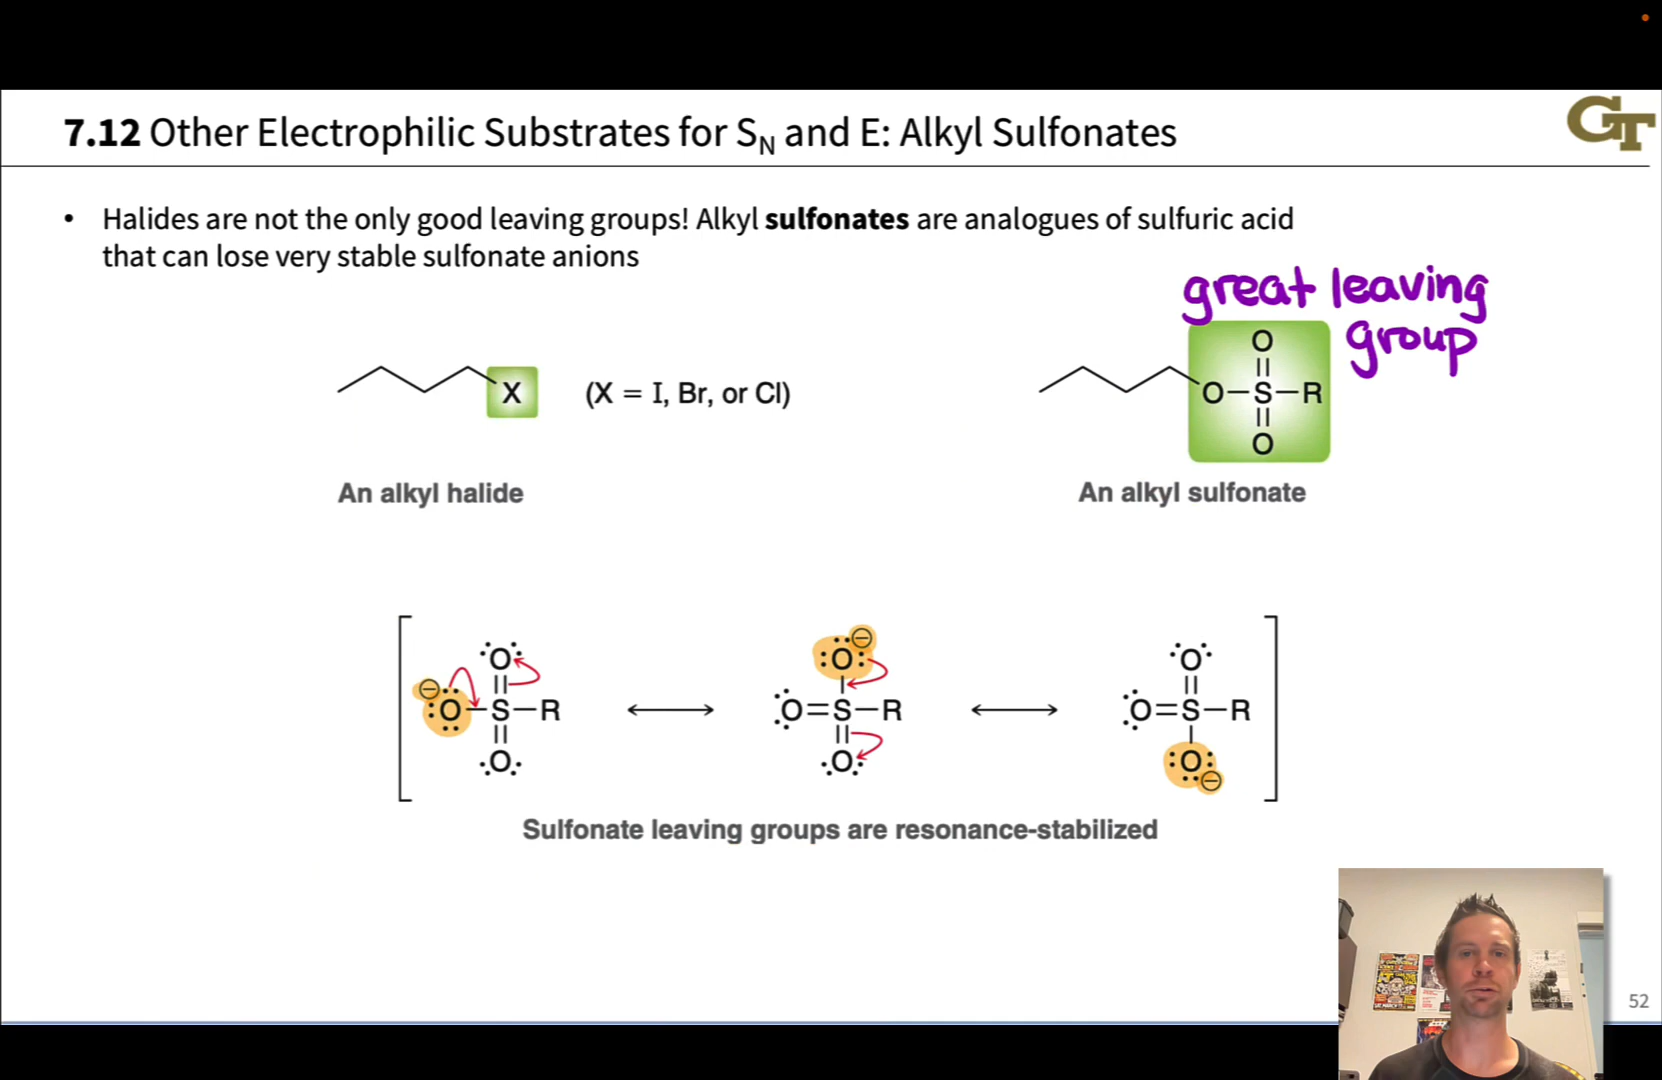 7.12 Other Electrophilic Substrates for SN and E: Alkyl Sulfonates
GT
• Halides are not the only good leaving groups! Alkyl sulfonates are analogues of sulfuric acid
that can lose very stable sulfonate anions
great leaving
group
X
(X = I, Br, or Cl)
O
O–S–R
O
An alkyl halide
An alkyl sulfonate
O
O–S–R
O
O
O=S–R
O
O
O=S–R
O
Sulfonate leaving groups are resonance-stabilized
52